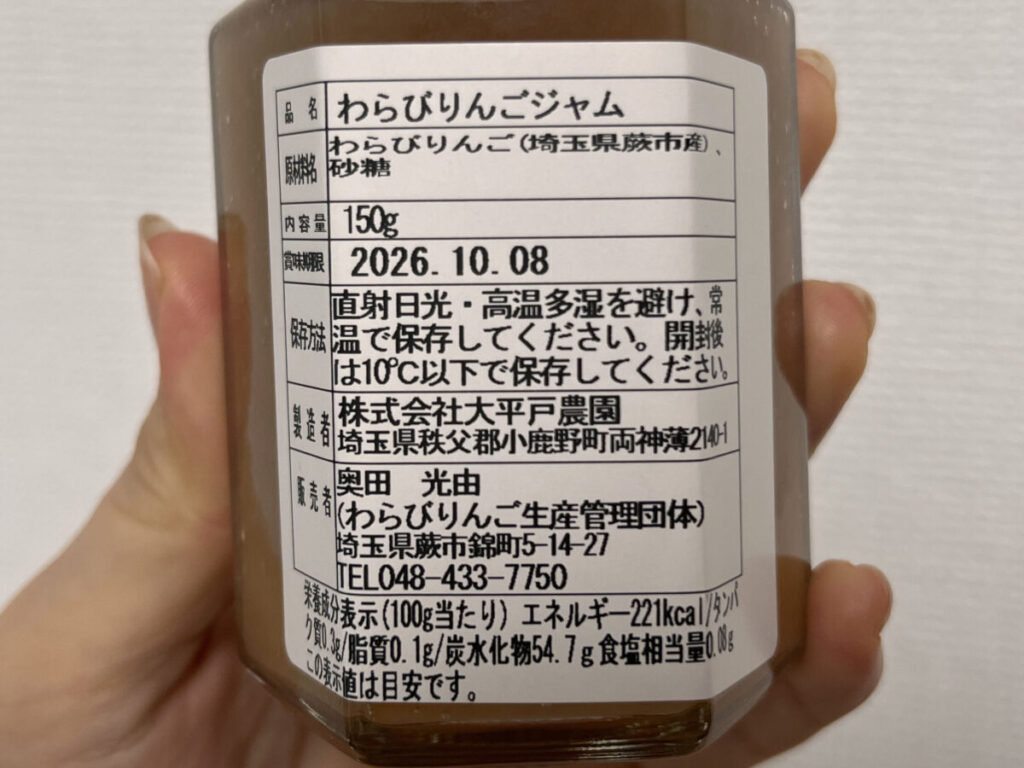 品名 わらびりんごジャム
原材料名 わらびりんご(埼玉県蕨市産)、
砂糖
内容量 150g
賞味期限 2026.10.08
保存方法 直射日光・高温多湿を避け、常
温で保存してください。開封後
は10℃以下で保存してください。
製造者 株式会社大平戸農園
埼玉県秩父郡小鹿野町両神薄2140-1
販売者 奥田 光由
(わらびりんご生産管理団体)
埼玉県蕨市錦町5-14-27
TEL048-433-7750
栄養成分表示(100g当たり) エネルギー221kcal/タンパ
ク質0.3g/脂質0.1g/炭水化物54.7g食塩相当量0.08g
この表示値は目安です。